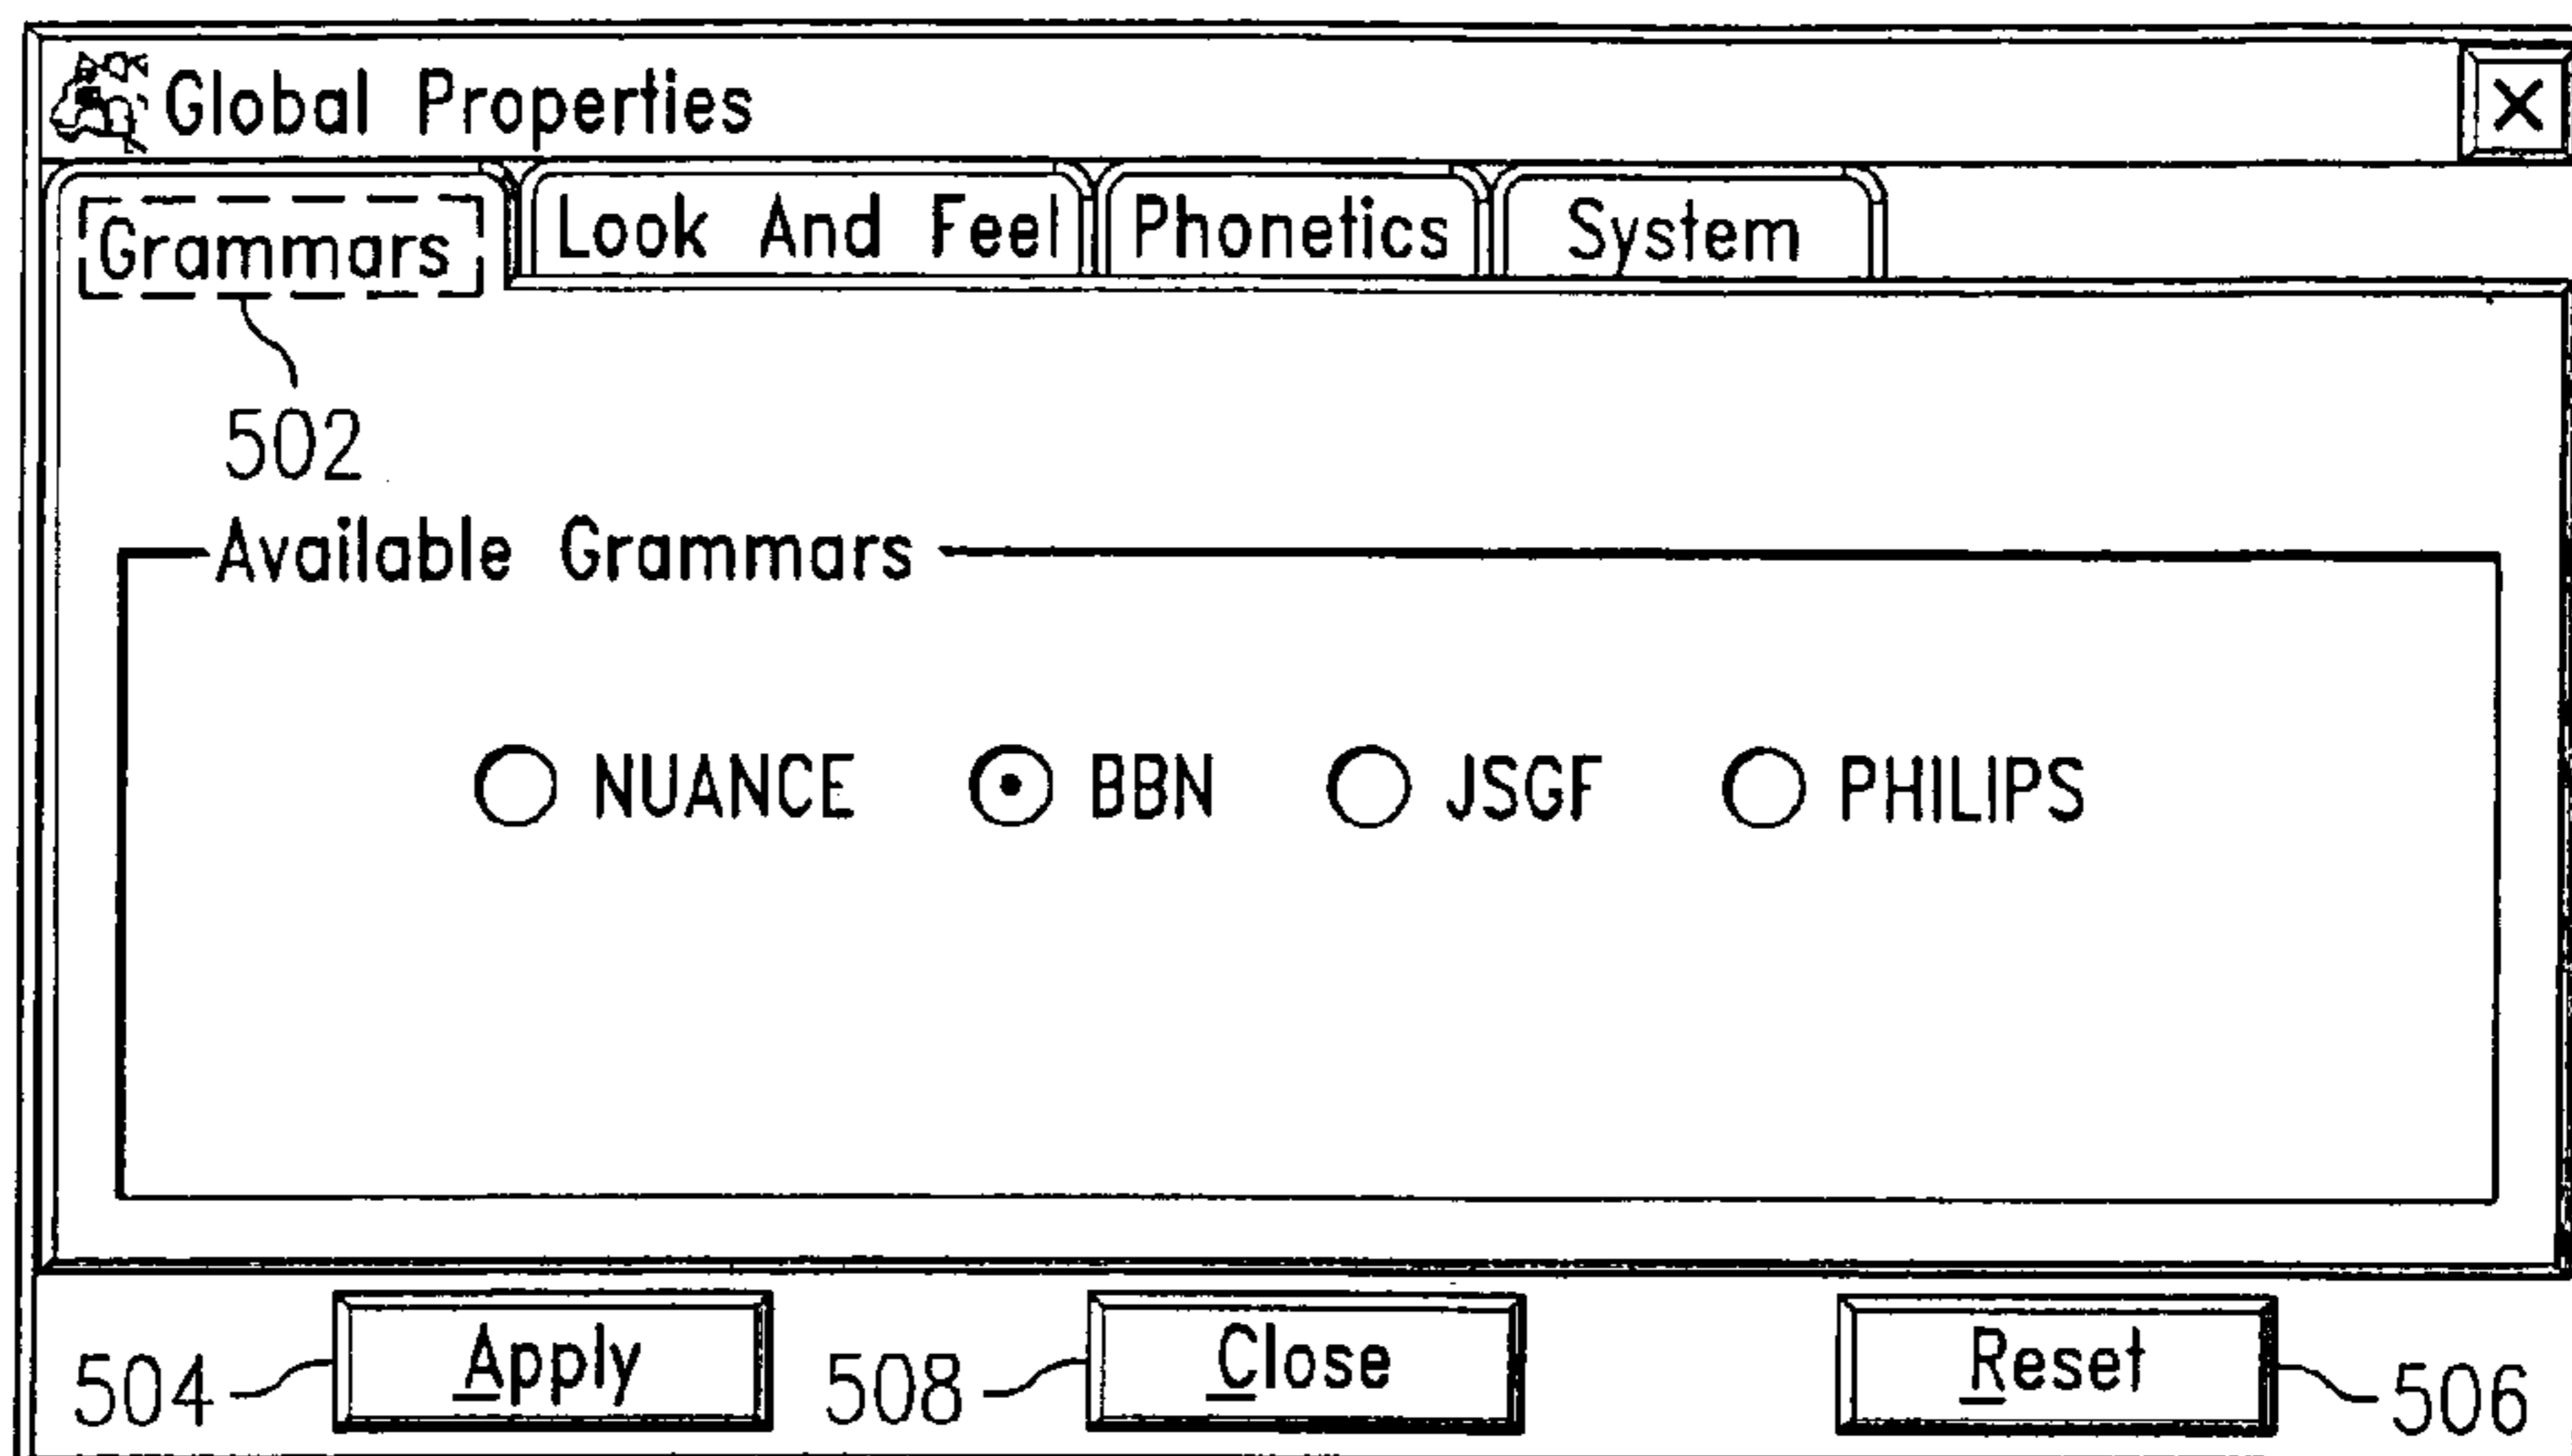 Global Properties X
Grammars Look And Feel Phonetics System
502
Available Grammars
NUANCE BBN JSGF PHILIPS
504 Apply 508 Close Reset 506